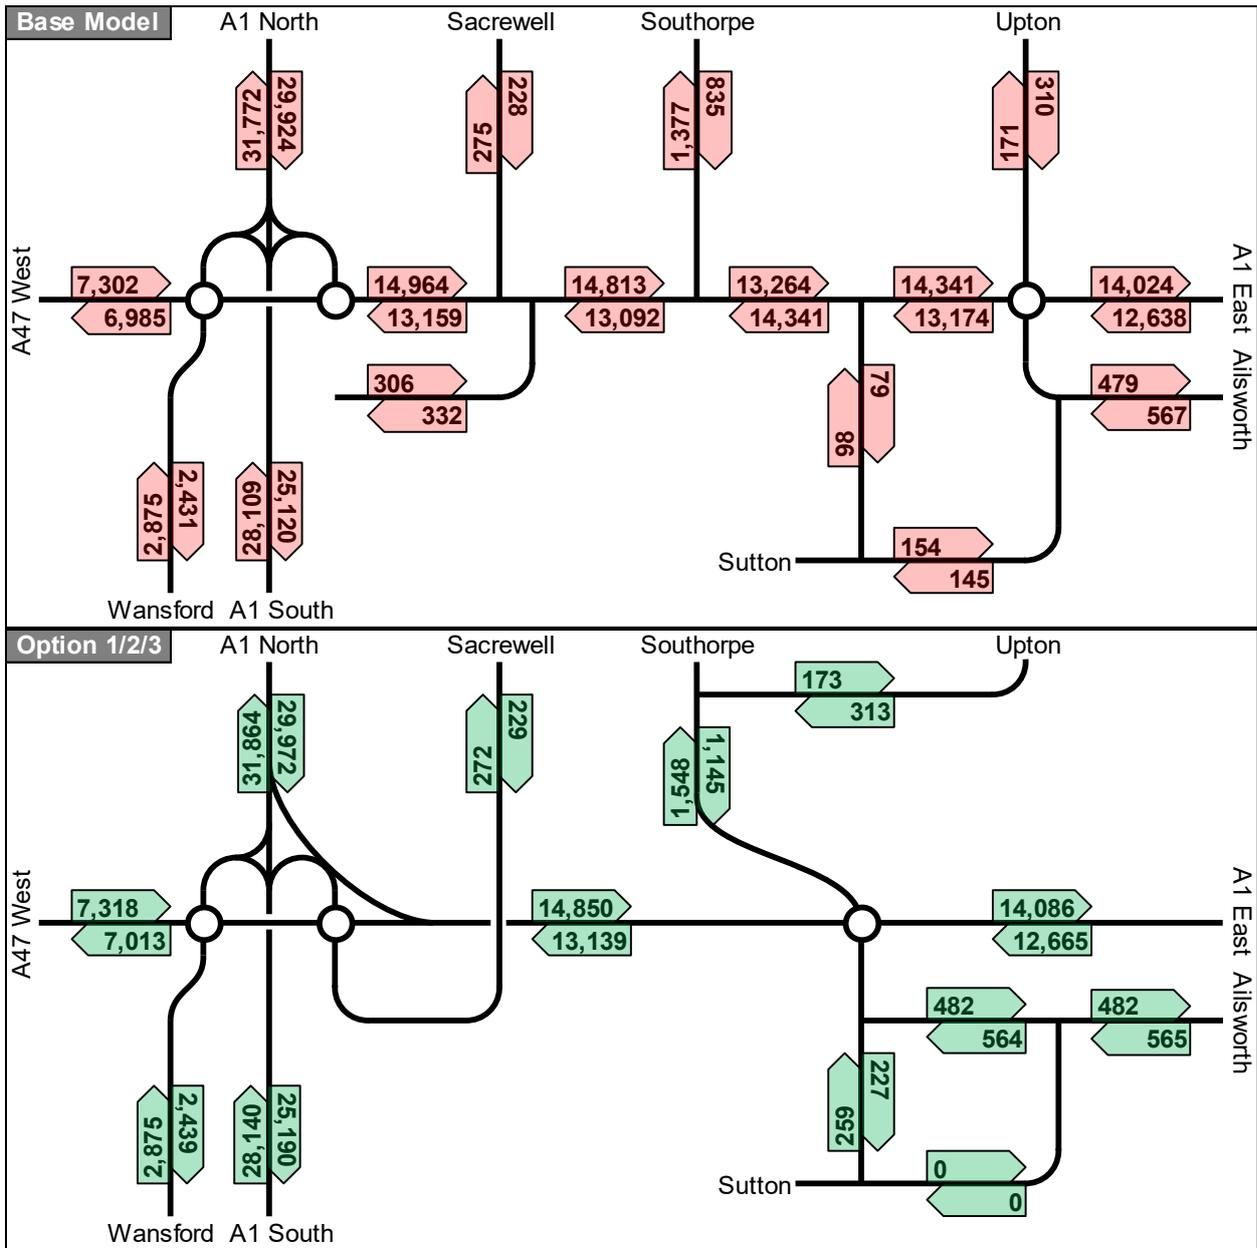 Base Model
A1 North
Sacrewell
Southorpe
Upton
31,772
29,924
275
228
1,377
835
171
310
A47 West
7,302
6,985
14,964
13,159
14,813
13,092
13,264
14,341
14,341
13,174
14,024
12,638
A1 East
306
332
98
79
479
567
Ailsworth
2,875
2,431
28,109
25,120
Sutton
154
145
Wansford
A1 South
Option 1/2/3
A1 North
Sacrewell
Southorpe
Upton
31,864
29,972
272
229
173
313
1,548
1,145
A47 West
7,318
7,013
14,850
13,139
14,086
12,665
A1 East
482
564
482
565
Ailsworth
2,875
2,439
28,140
25,190
259
227
Sutton
0
0
Wansford
A1 South